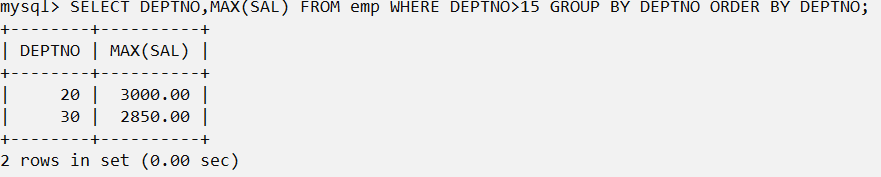 mysql> SELECT DEPTNO,MAX(SAL) FROM emp WHERE DEPTNO>15 GROUP BY DEPTNO ORDER BY DEPTNO;
+--------+----------+
| DEPTNO | MAX(SAL) |
+--------+----------+
|     20 |  3000.00 |
|     30 |  2850.00 |
+--------+----------+
2 rows in set (0.00 sec)